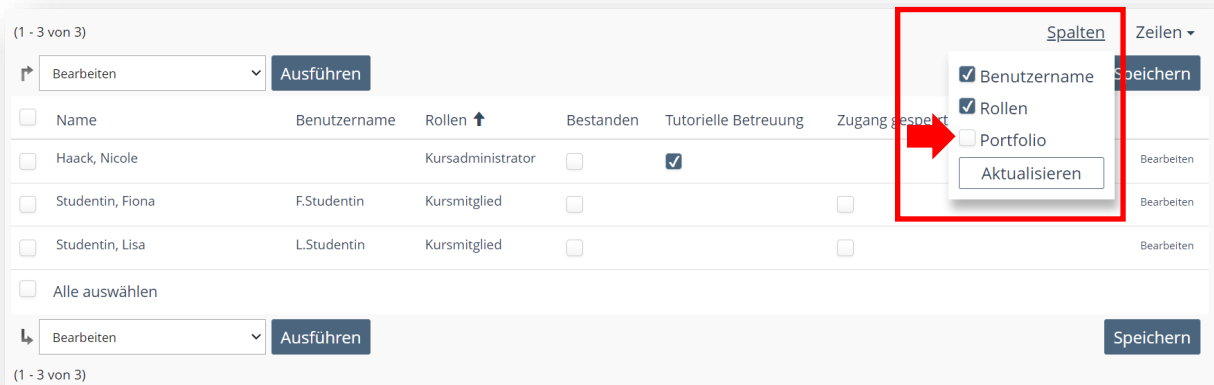 (1 - 3 von 3) Spalten Zeilen
Bearbeiten Ausführen Speichern
Benutzername
Rollen
Portfolio
Aktualisieren
Name Benutzername Rollen Bestanden Tutorielle Betreuung Zugang gesperrt
Haack, Nicole Kursadministrator Bearbeiten
Studentin, Fiona F.Studentin Kursmitglied Bearbeiten
Studentin, Lisa L.Studentin Kursmitglied Bearbeiten
Alle auswählen
Bearbeiten Ausführen Speichern
(1 - 3 von 3)